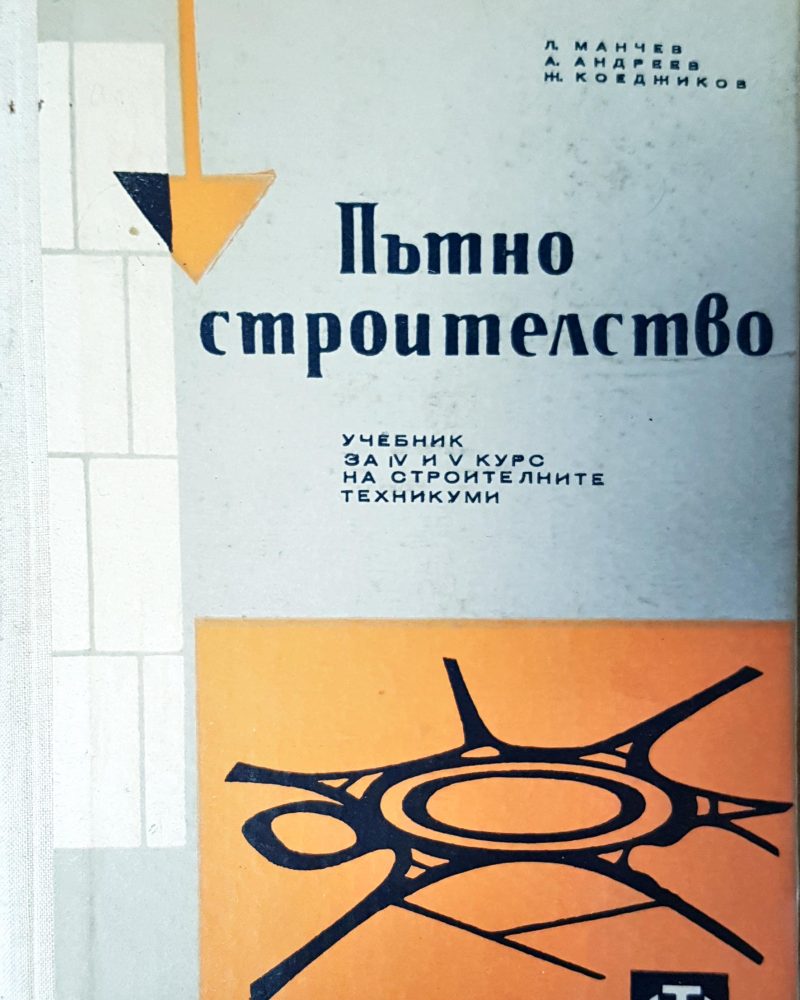 Л. МАНЧЕВ
А. АНДРЕЕВ
Ж. КОЕДЖИКОВ
Пътно
строителство
УЧЕБНИК
ЗА IV И V КУРС
НА СТРОИТЕЛНИТЕ
ТЕХНИКУМИ
Т